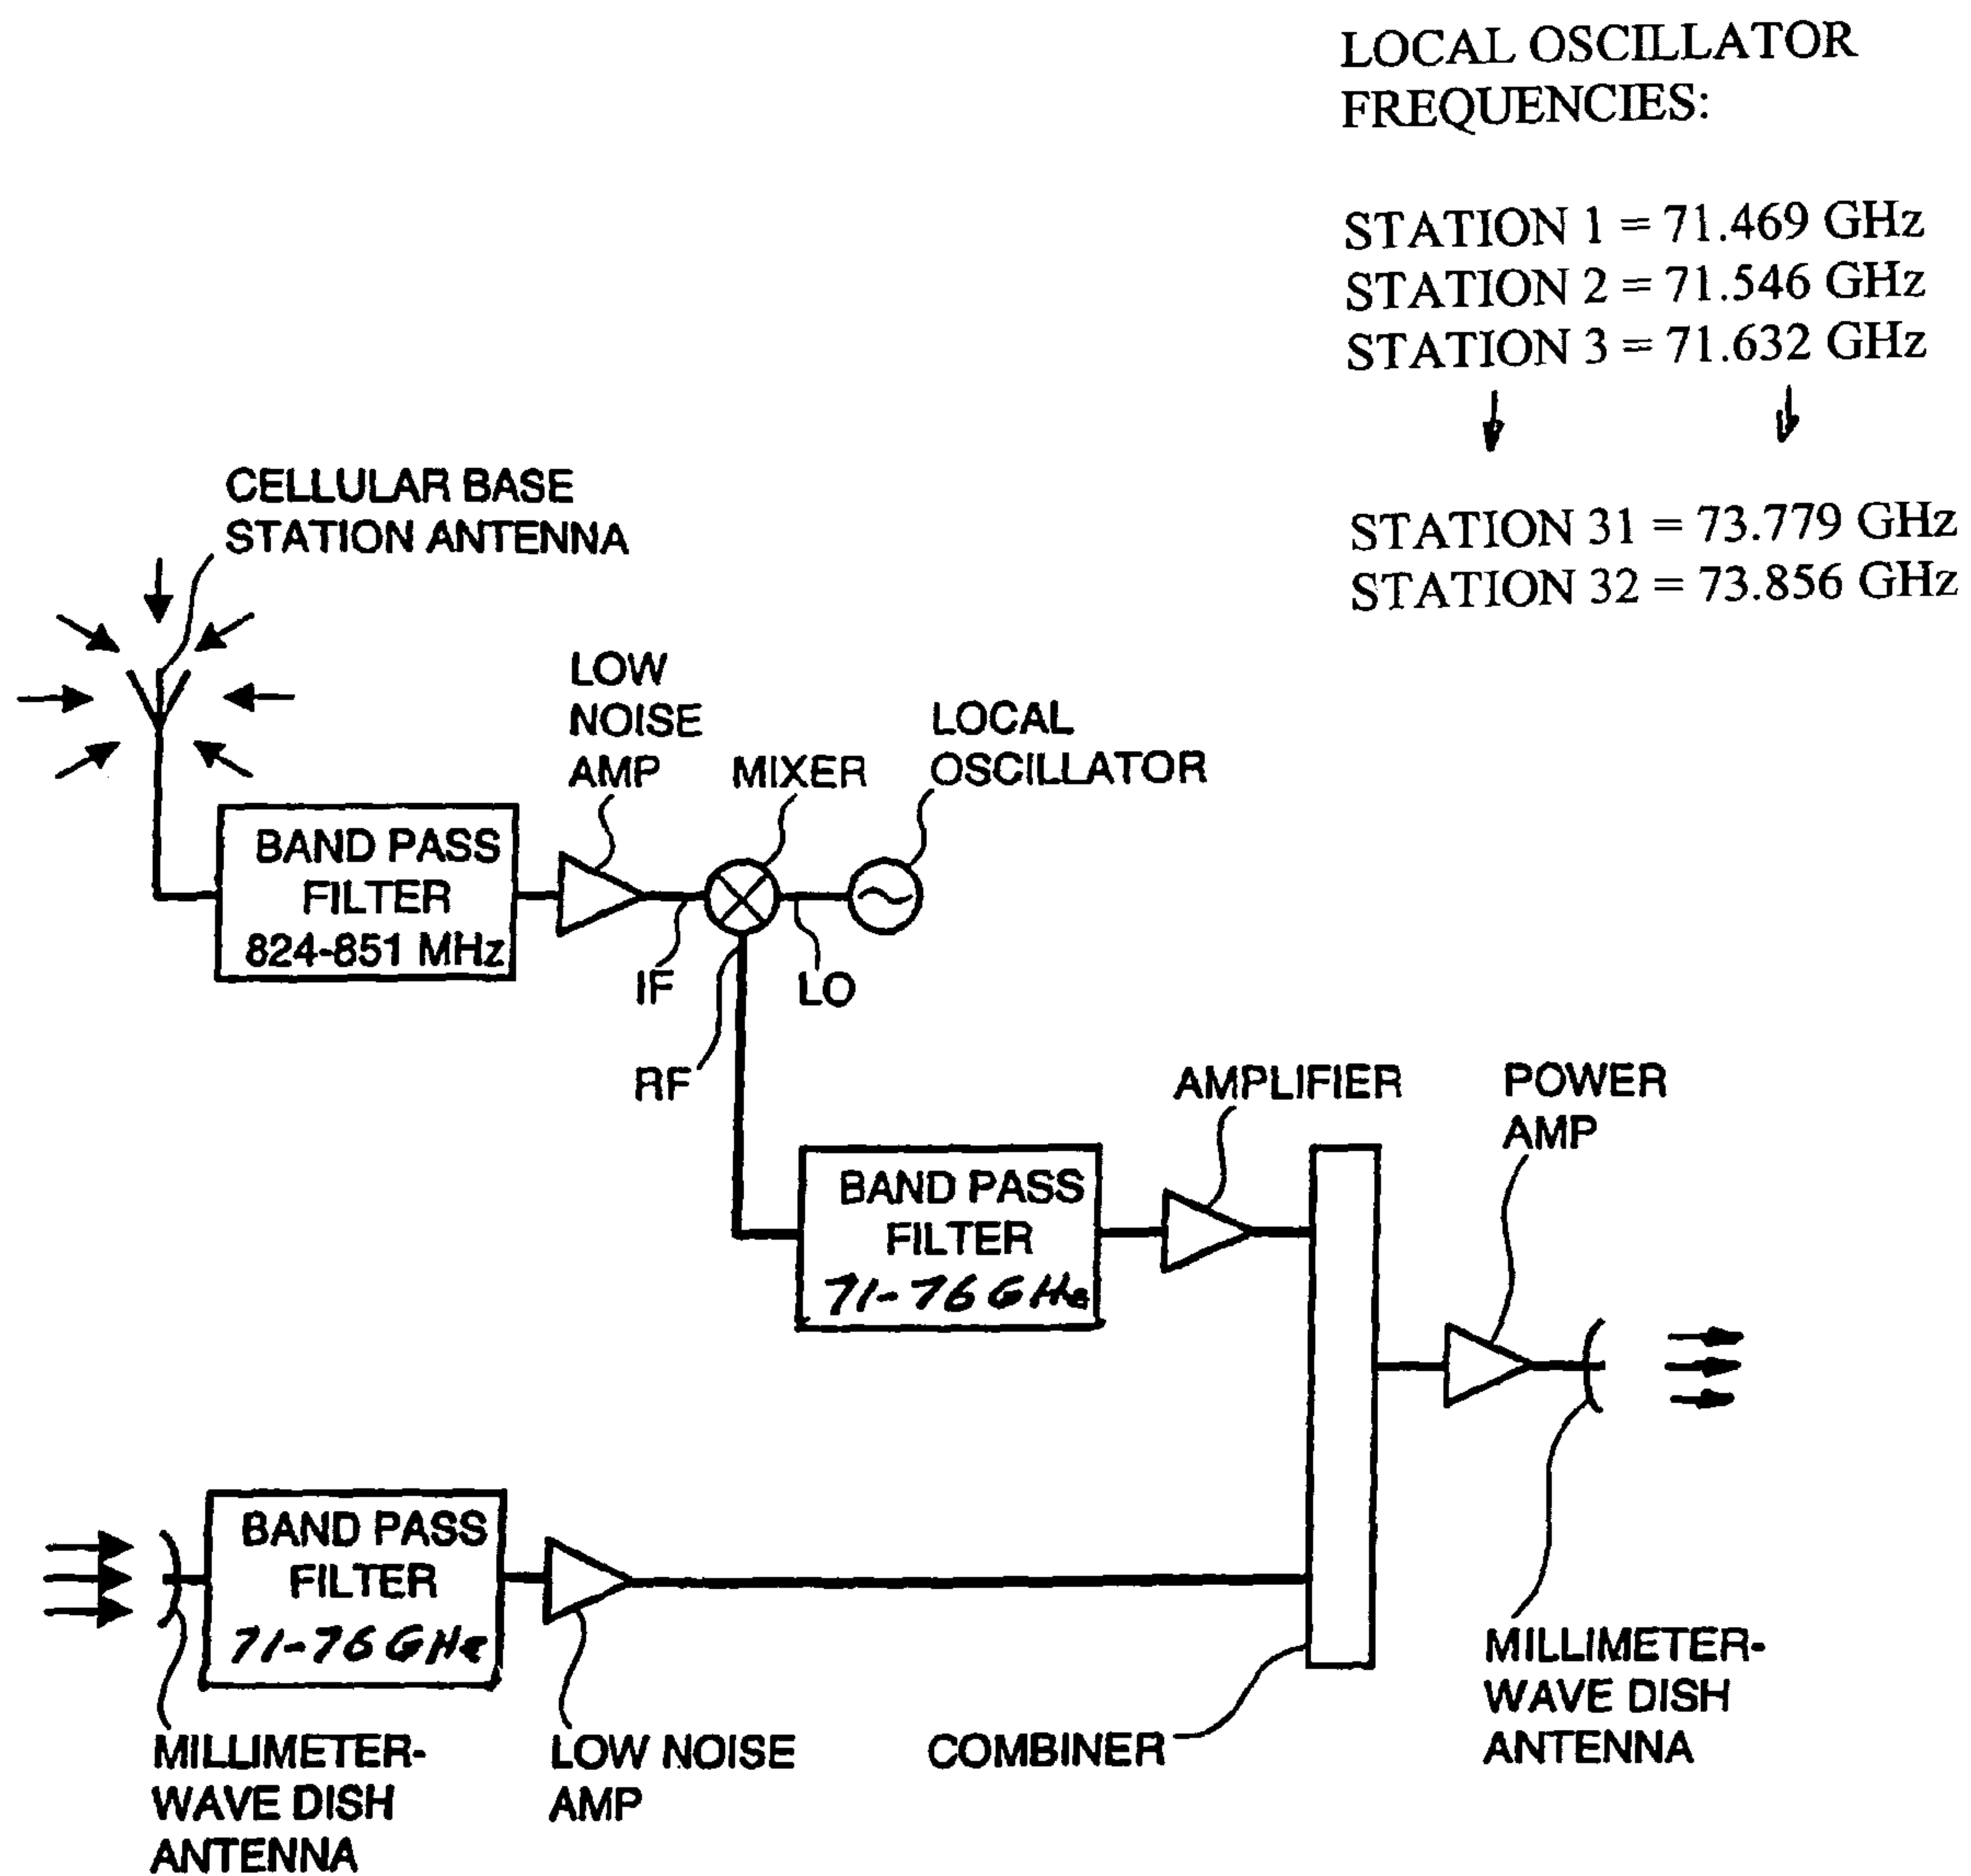 LOCAL OSCILLATOR
FREQUENCIES:
STATION 1 = 71.469 GHz
STATION 2 = 71.546 GHz
STATION 3 = 71.632 GHz
STATION 31 = 73.779 GHz
STATION 32 = 73.856 GHz
CELLULAR BASE
STATION ANTENNA
LOW
NOISE
AMP
MIXER
LOCAL
OSCILLATOR
BAND PASS
FILTER
824-851 MHz
IF
LO
RF
AMPLIFIER
POWER
AMP
BAND PASS
FILTER
71-76 GHz
BAND PASS
FILTER
71-76 GHz
MILLIMETER-
WAVE DISH
ANTENNA
LOW NOISE
AMP
COMBINER
MILLIMETER-
WAVE DISH
ANTENNA